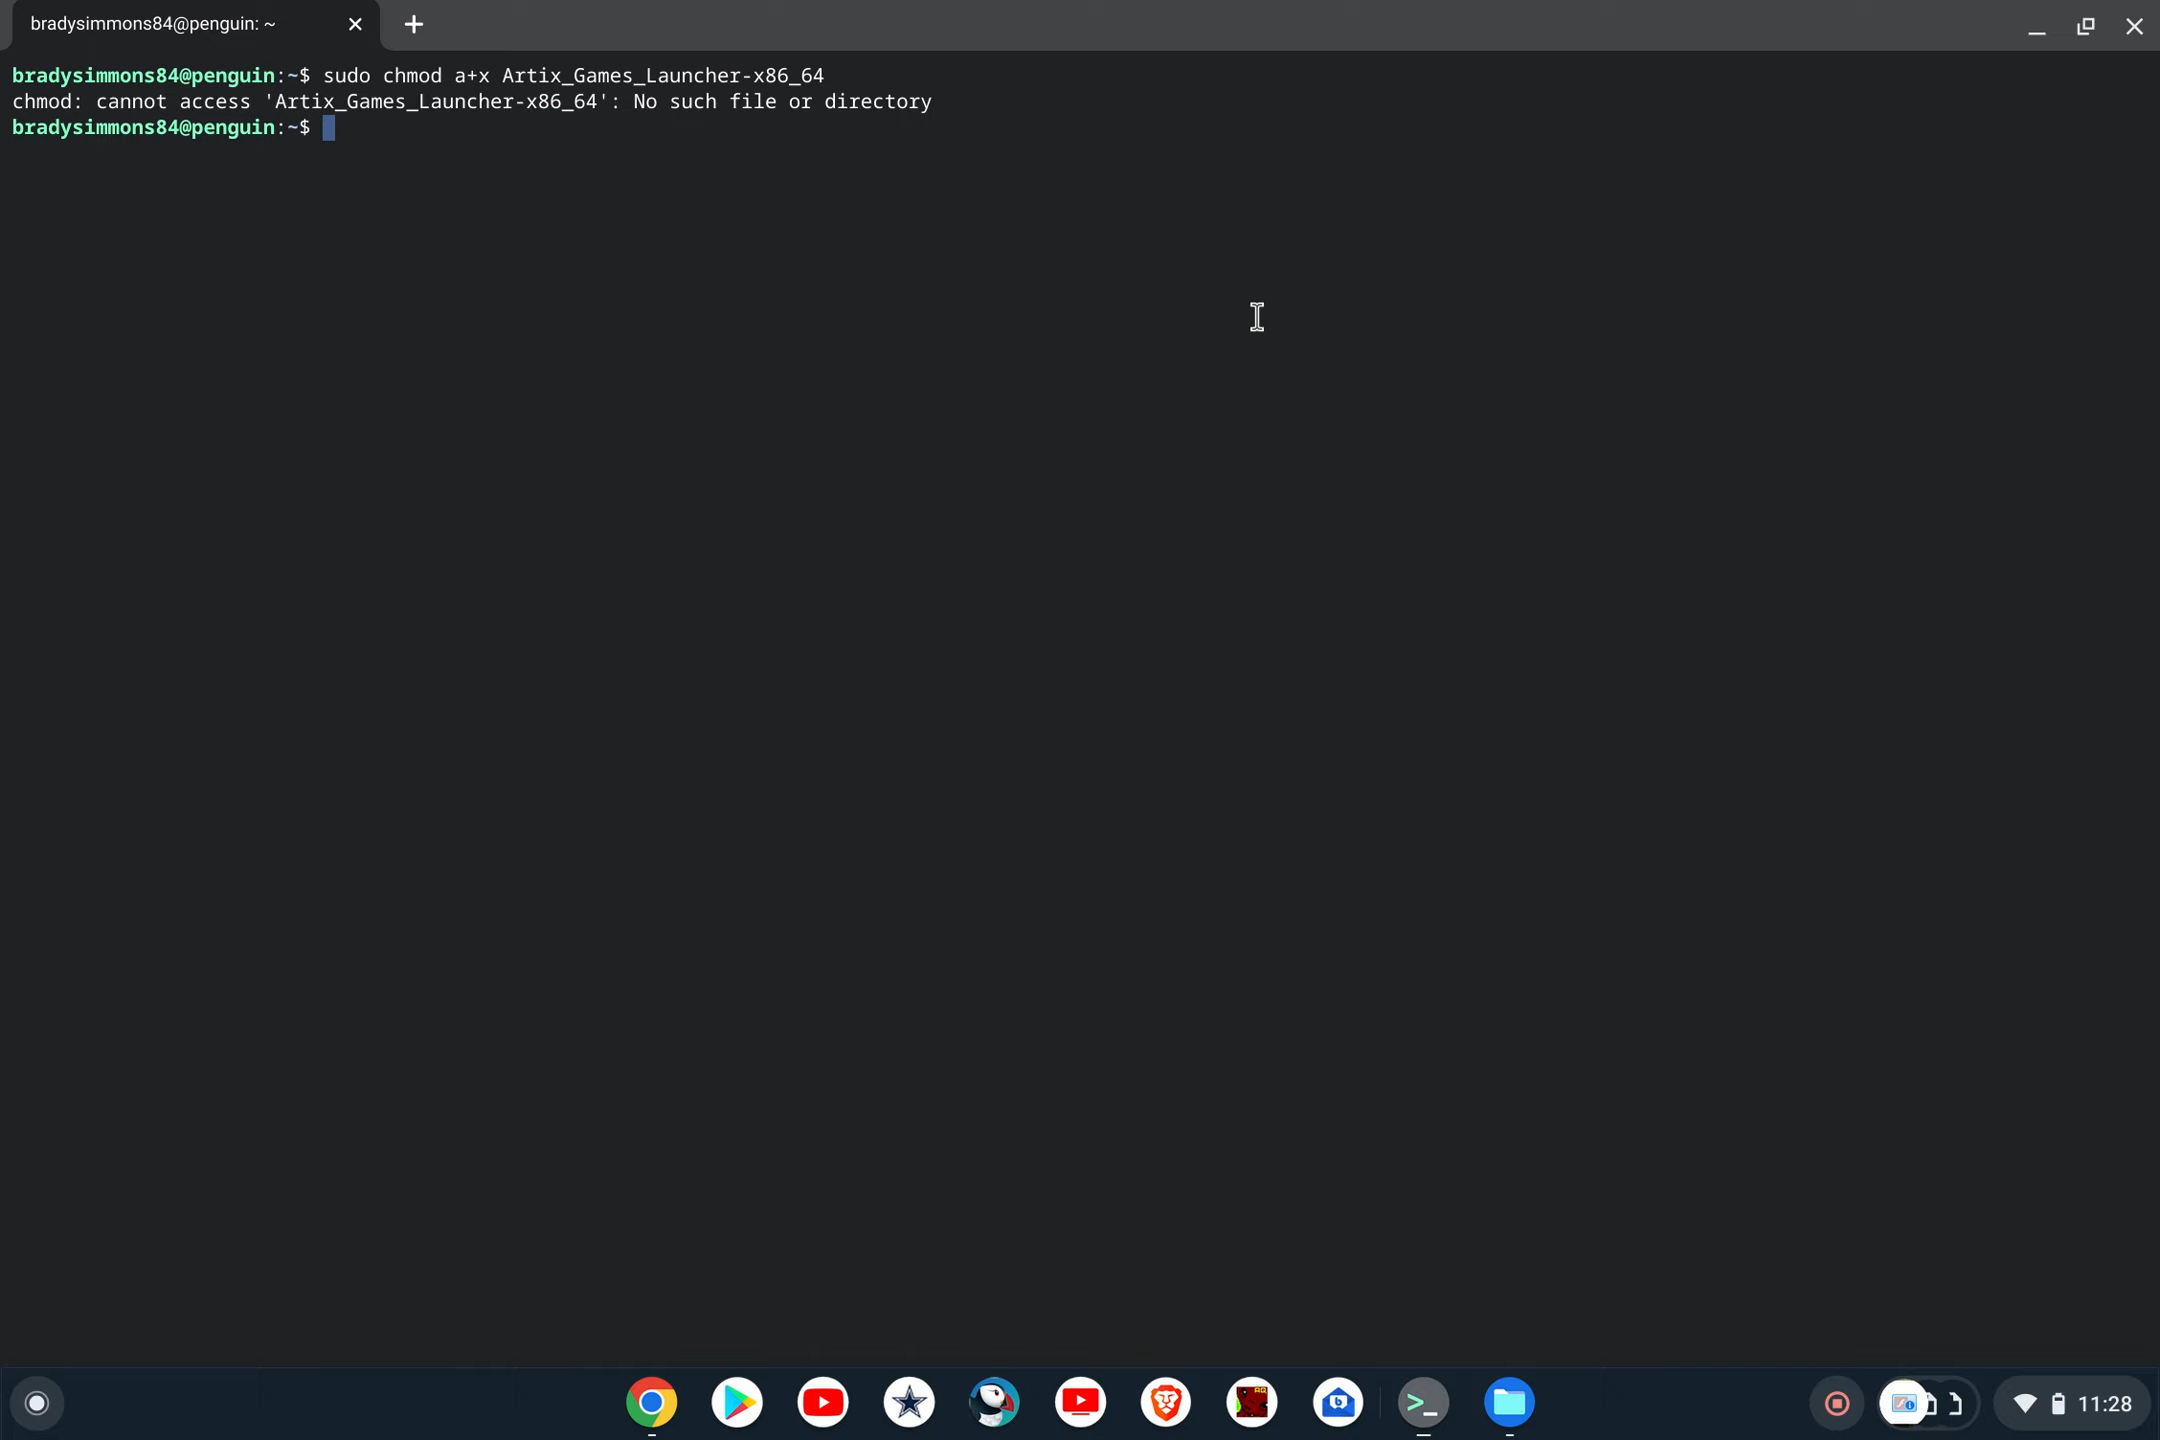 bradysimmons84@penguin: ~
bradysimmons84@penguin:~$ sudo chmod a+x Artix_Games_Launcher-x86_64
chmod: cannot access 'Artix_Games_Launcher-x86_64': No such file or directory
bradysimmons84@penguin:~$
11:28